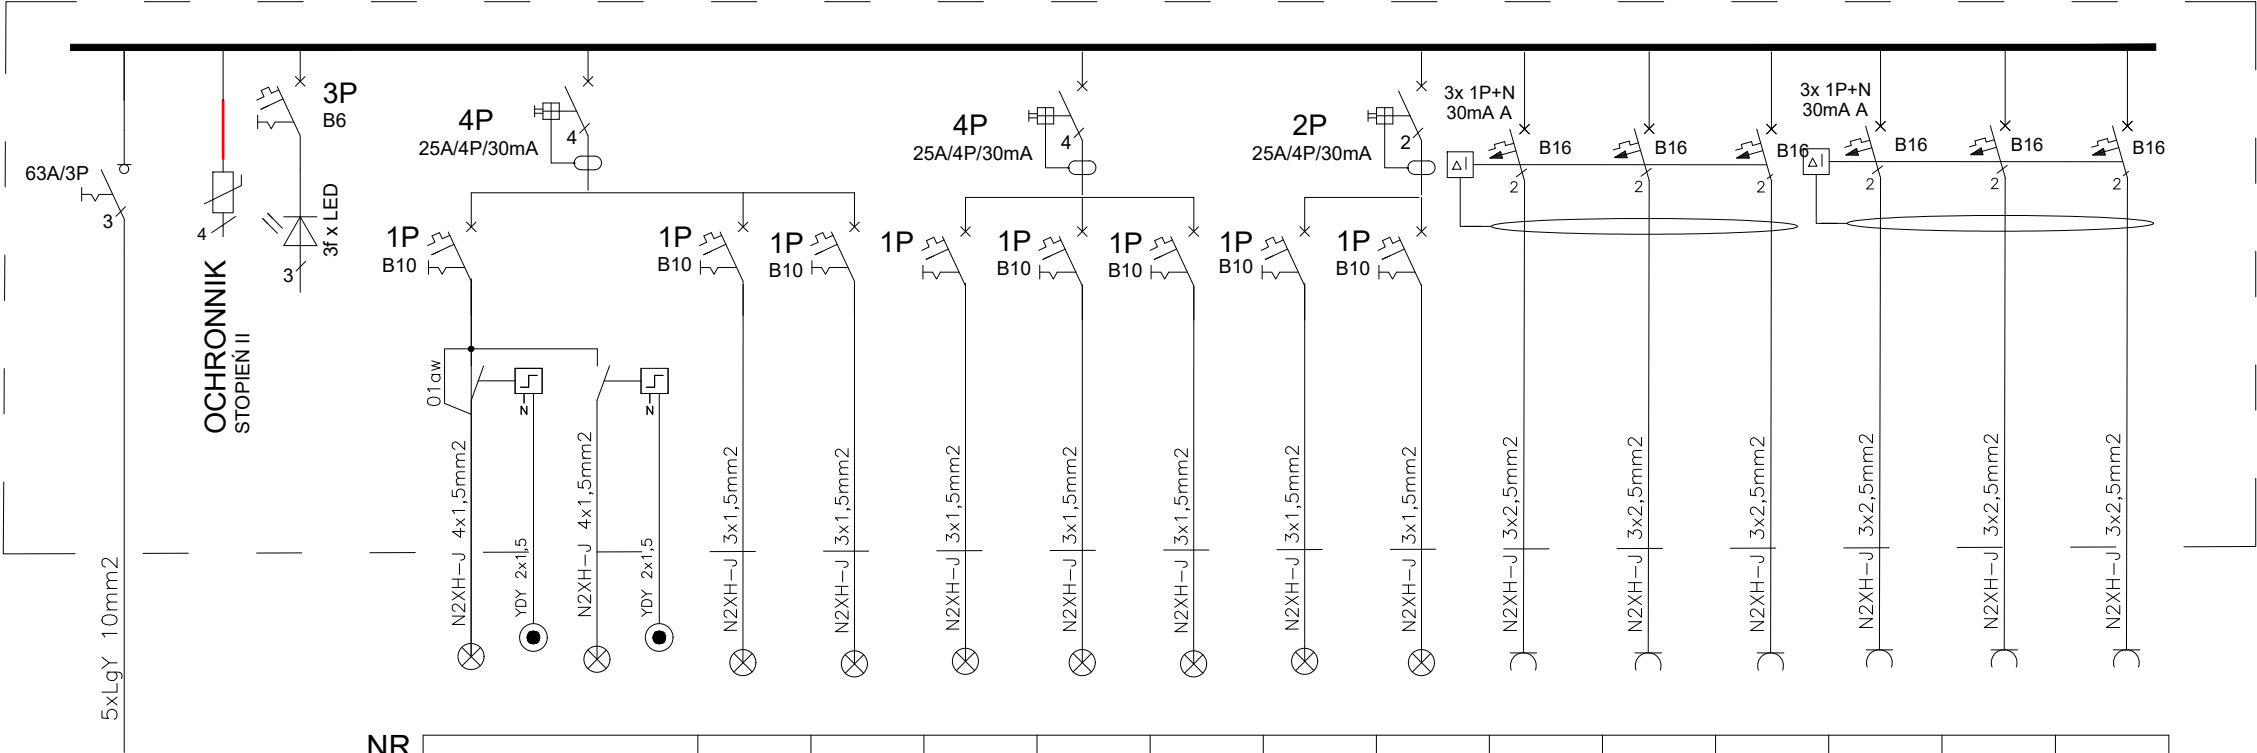 63A/3P
3
4
OCHRONNIK
STOPIEŃ II
3P
B6
3f x LED
3
4P
25A/4P/30mA
4
4P
25A/4P/30mA
4
2P
25A/4P/30mA
2
3x 1P+N
30mA A
B16
B16
B16
2
2
2
3x 1P+N
30mA A
B16
B16
B16
2
2
2
ΔI
ΔI
1P
B10
1P
B10
1P
B10
1P
1P
B10
1P
B10
1P
B10
1P
B10
01aw
N
N
5xLgY 10mm2
N2XH-J 4x1,5mm2
YDY 2x1,5
N2XH-J 4x1,5mm2
YDY 2x1,5
N2XH-J 3x1,5mm2
N2XH-J 3x1,5mm2
N2XH-J 3x1,5mm2
N2XH-J 3x1,5mm2
N2XH-J 3x1,5mm2
N2XH-J 3x1,5mm2
N2XH-J 3x1,5mm2
N2XH-J 3x2,5mm2
N2XH-J 3x2,5mm2
N2XH-J 3x2,5mm2
N2XH-J 3x2,5mm2
N2XH-J 3x2,5mm2
N2XH-J 3x2,5mm2
NR